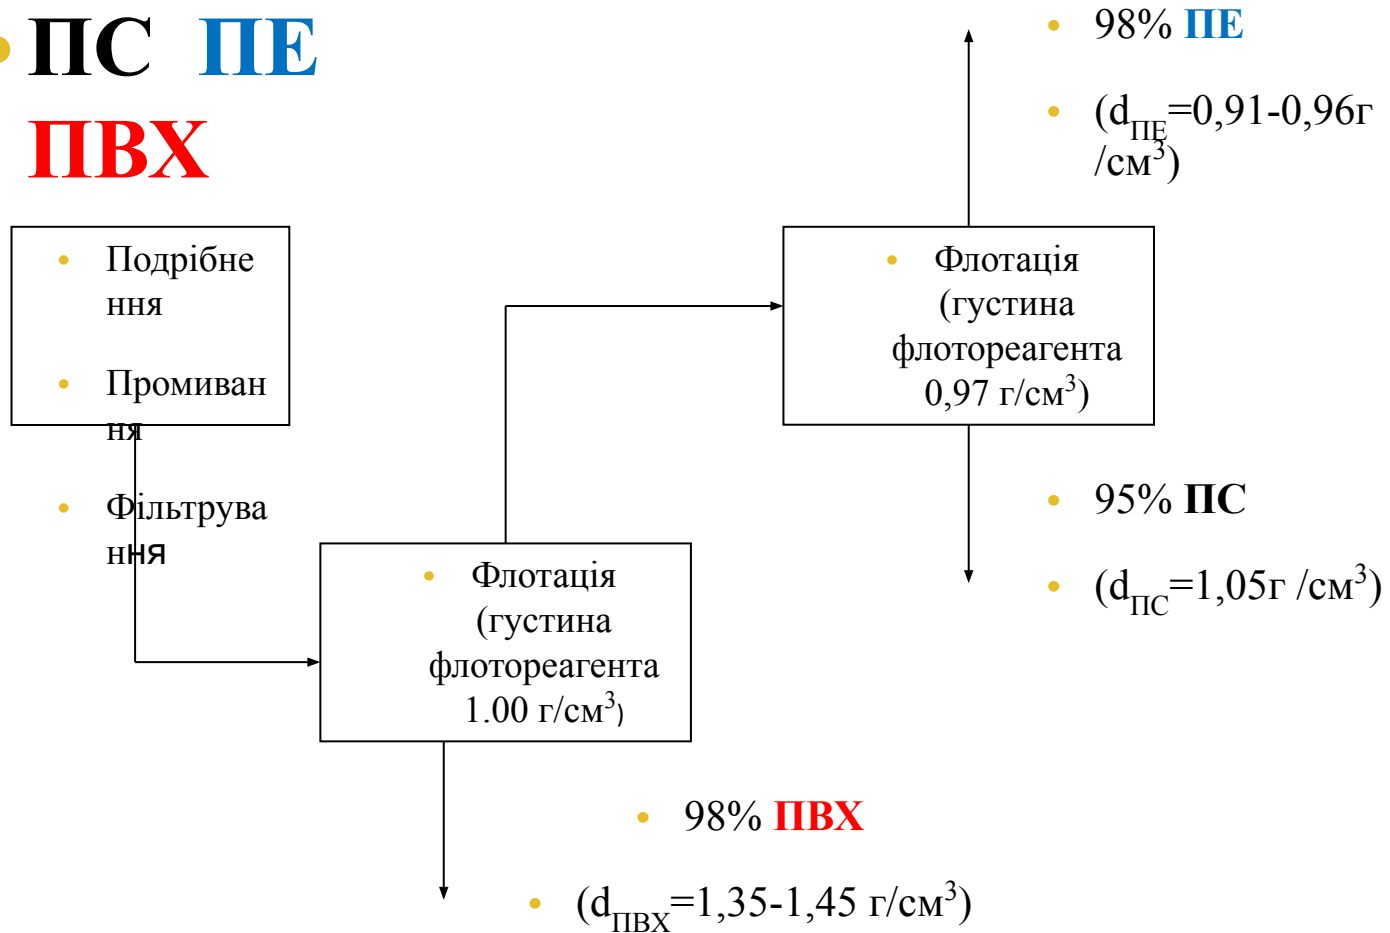 • ПС ПЕ
ПВХ
• Подрібне
ння
• Промиван
ня
• Фільтрува
ння
• Флотація
(густина
флотореагента
1.00 г/см³)
• 98% ПВХ
• (dПВХ=1,35-1,45 г/см³)
• Флотація
(густина
флотореагента
0,97 г/см³)
• 98% ПЕ
• (dПЕ=0,91-0,96г
/см³)
• 95% ПС
• (dПС=1,05г /см³)